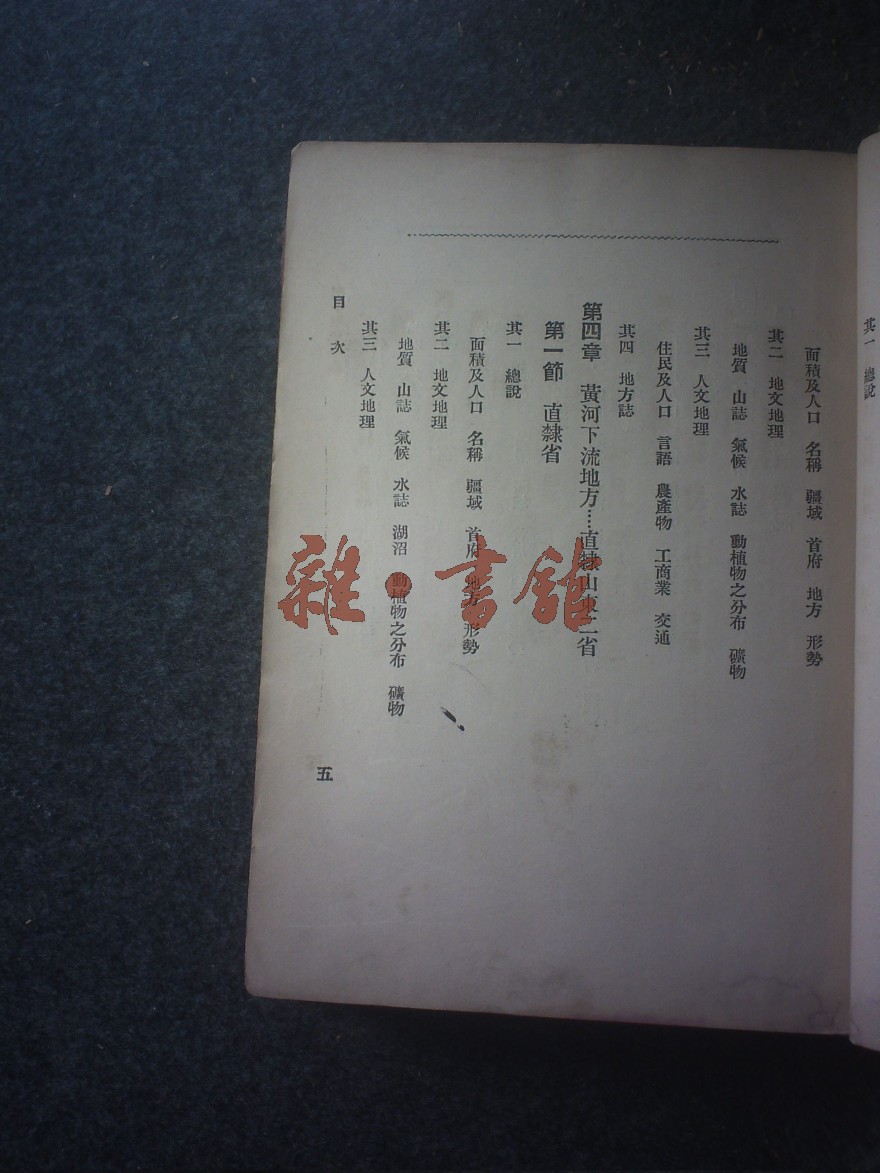 其一　總說
面積及人口　名稱　疆域　首府　地方　形勢
其二　地文地理
地質　山誌　氣候　水誌　動植物之分布　礦物
其三　人文地理
住民及人口　言語　農產物　工商業　交通
其四　地方誌
第四章　黃河下流地方……直隸山東二省
第一節　直隸省
其一　總說
面積及人口　名稱　疆域　首府　地方　形勢
其二　地文地理
地質　山誌　氣候　水誌　湖沼　動植物之分布　礦物
其三　人文地理
目次
五
雜·書館